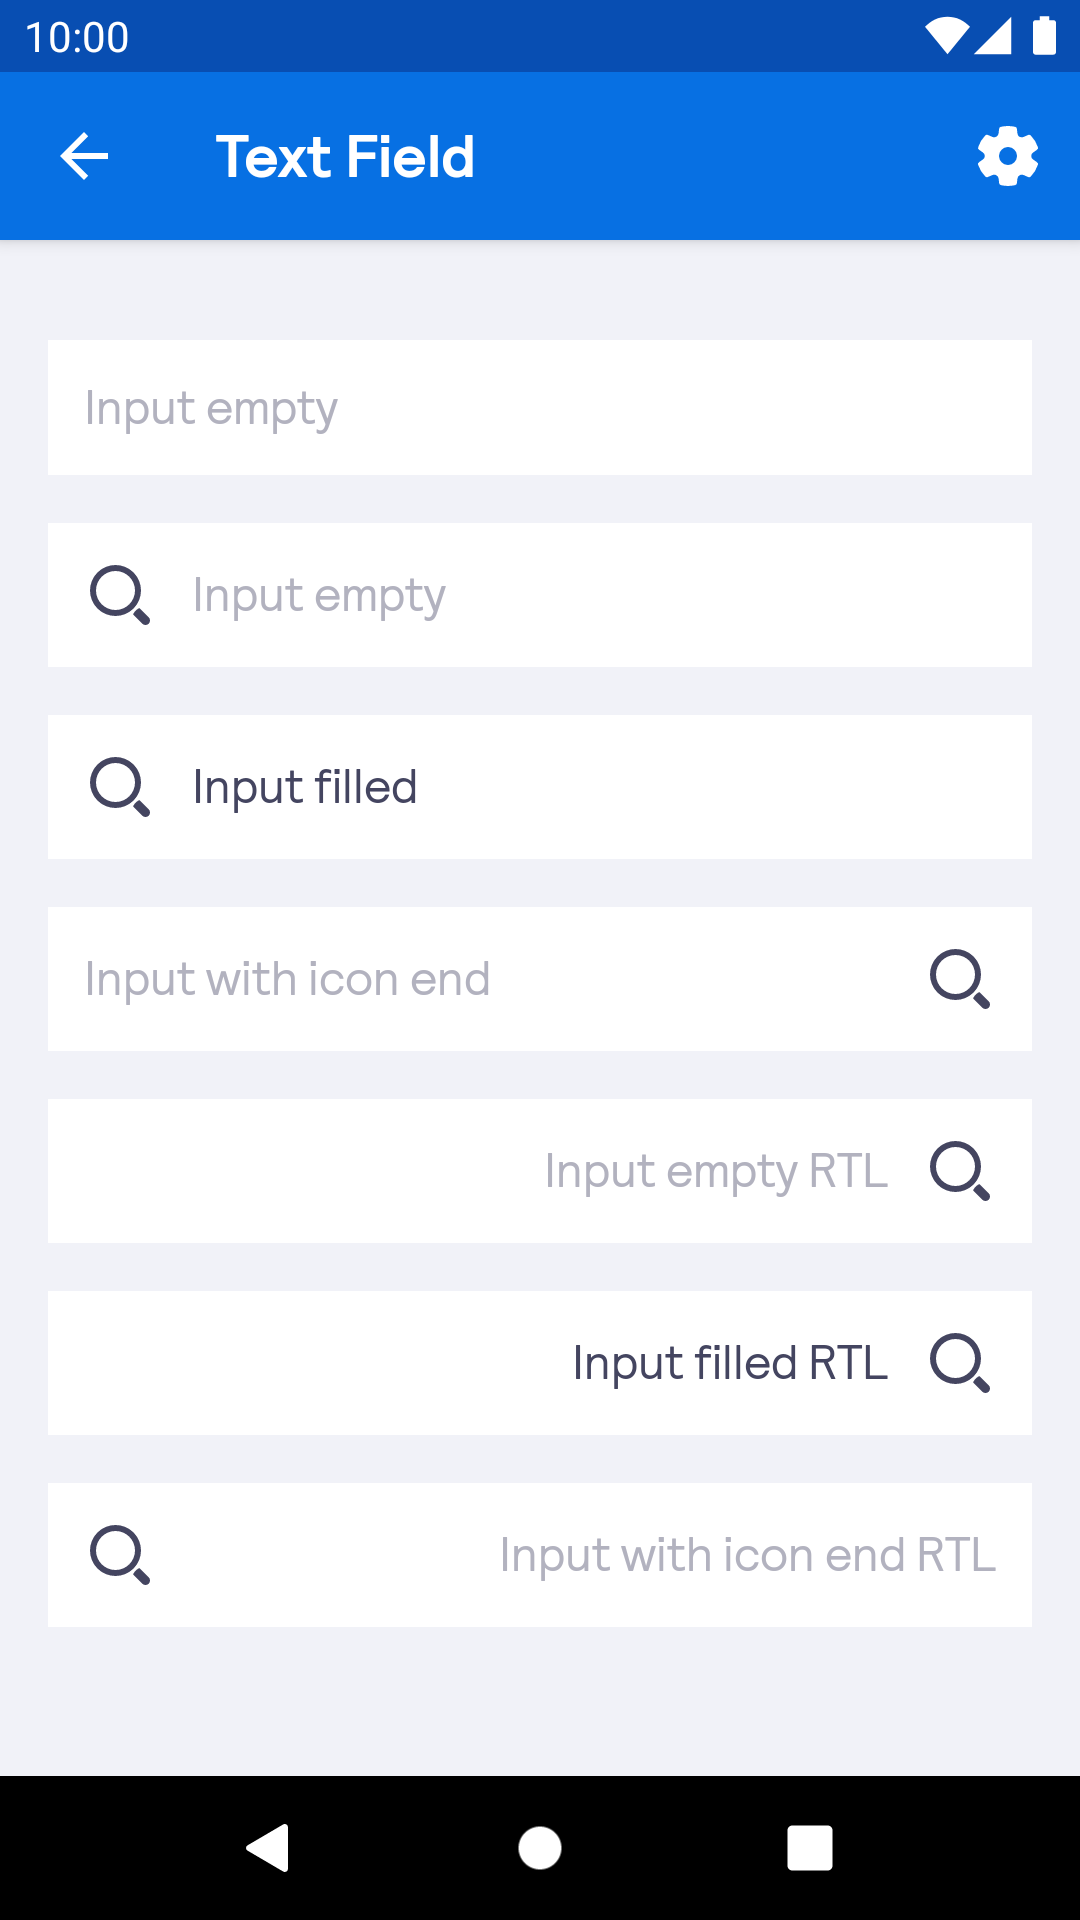 10:00
Text Field
Input empty
Input empty
Input filled
Input with icon end
Input empty RTL
Input filled RTL
Input with icon end RTL